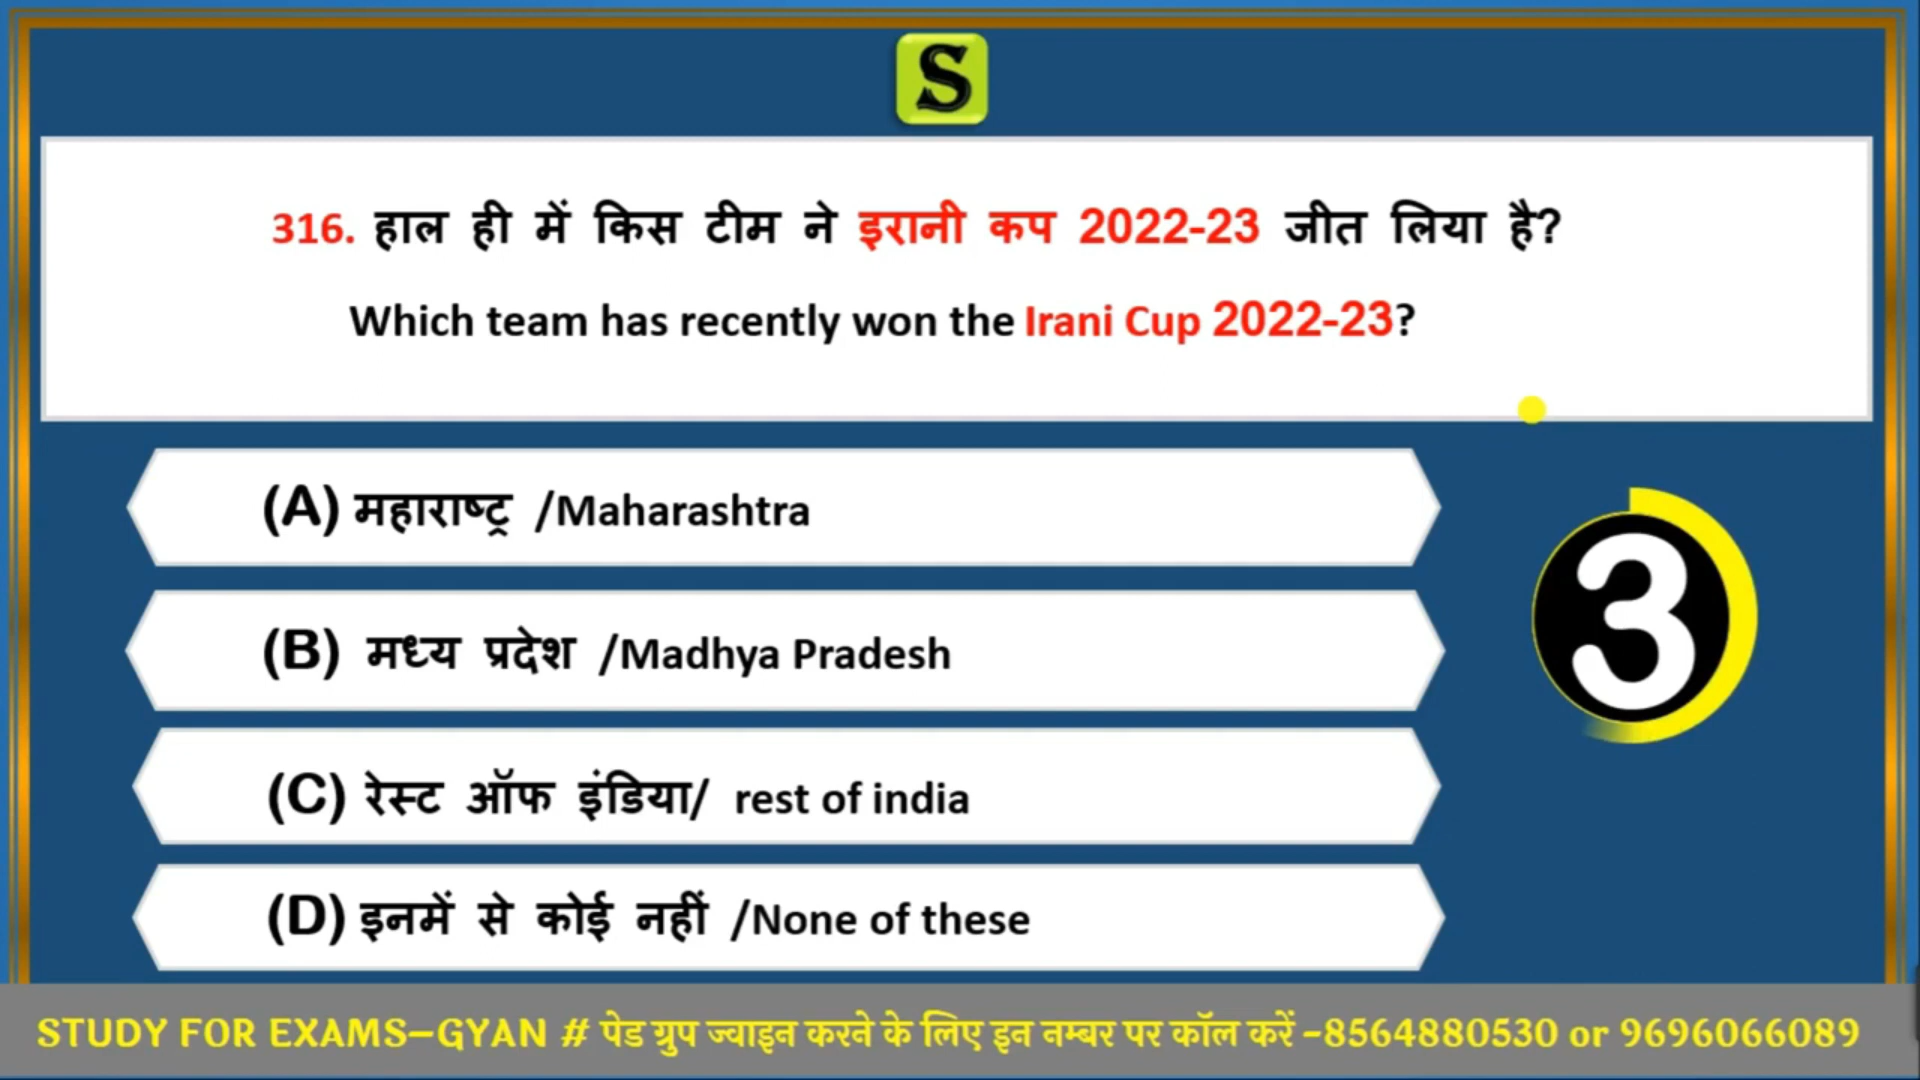 S
316. हाल ही में किस टीम ने इरानी कप 2022-23 जीत लिया है?
Which team has recently won the Irani Cup 2022-23?
(A) महाराष्ट्र /Maharashtra
(B) मध्य प्रदेश /Madhya Pradesh
3
(C) रेस्ट ऑफ इंडिया/ rest of india
(D) इनमें से कोई नहीं /None of these
STUDY FOR EXAMS–GYAN # पेड ग्रुप ज्वाइन करने के लिए इन नम्बर पर कॉल करें -8564880530 or 9696066089